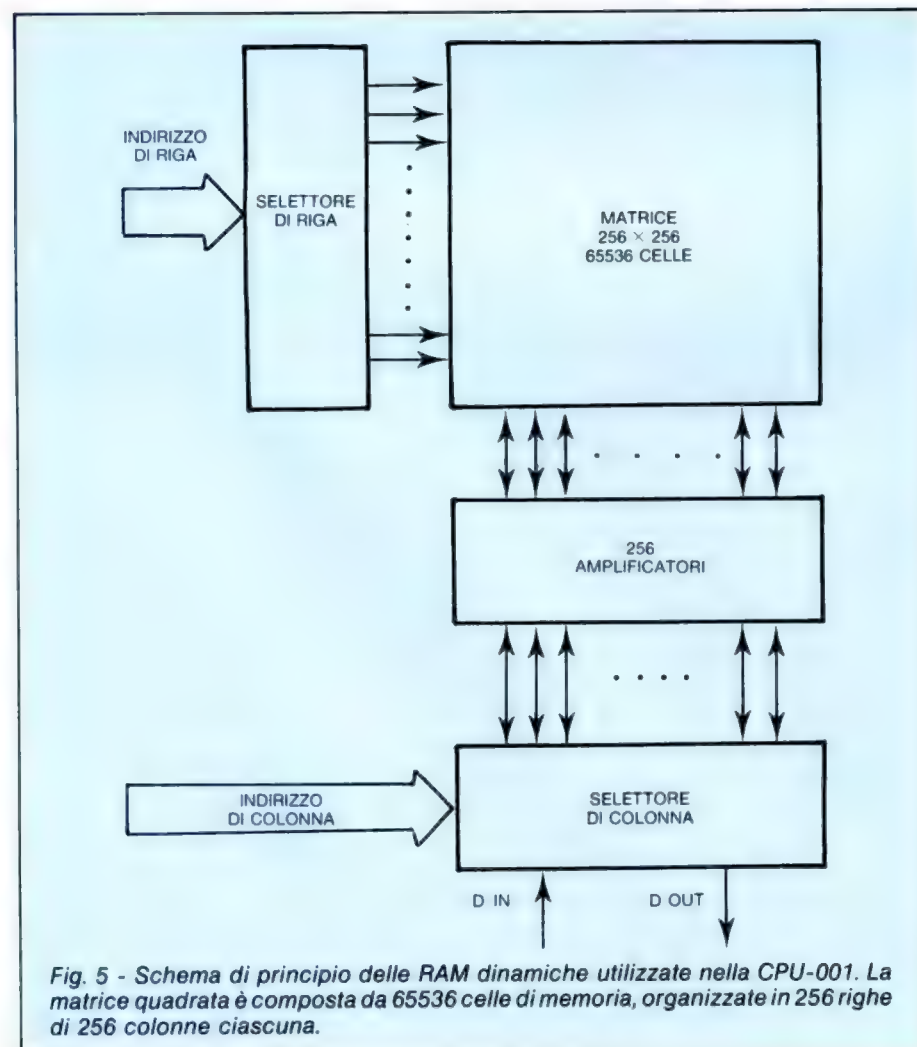 INDIRIZZO
DI RIGA
SELETTORE
DI RIGA
MATRICE
256 × 256
65536 CELLE
256
AMPLIFICATORI
INDIRIZZO
DI COLONNA
SELETTORE
DI COLONNA
D IN
D OUT
Fig. 5 - Schema di principio delle RAM dinamiche utilizzate nella CPU-001. La
matrice quadrata è composta da 65536 celle di memoria, organizzate in 256 righe
di 256 colonne ciascuna.